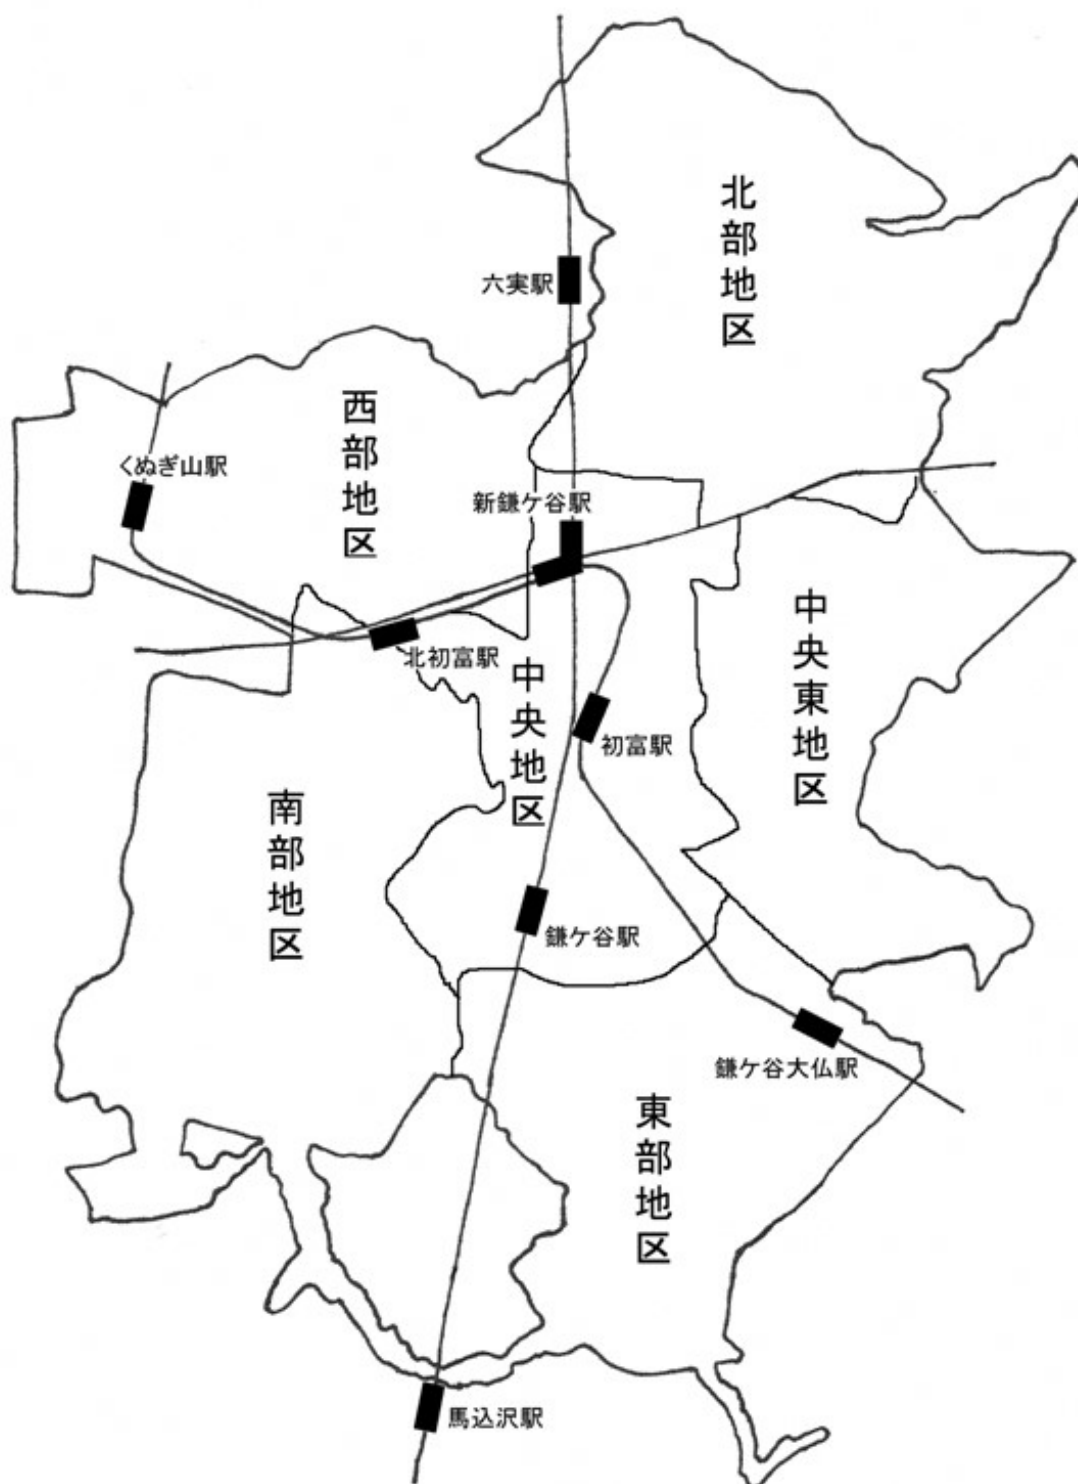 北部地区
六実駅
西部地区
くぬぎ山駅
新鎌ケ谷駅
中央東地区
北初富駅
中央地区
初富駅
南部地区
鎌ケ谷駅
鎌ケ谷大仏駅
東部地区
馬込沢駅